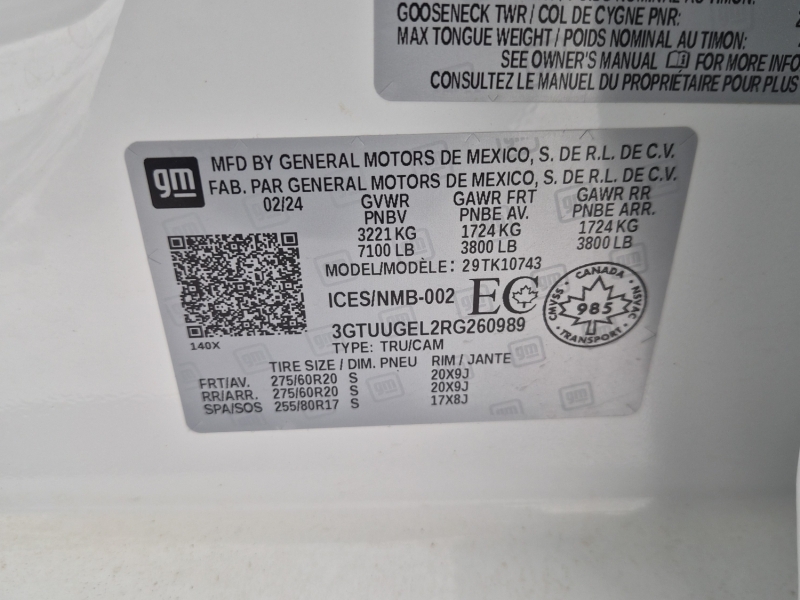 GOOSENECK TWR / COL DE CYGNE PNR:
MAX TONGUE WEIGHT / POIDS NOMINAL AU TIMON:
SEE OWNER'S MANUAL FOR MORE INFO
CONSULTEZ LE MANUEL DU PROPRIÉTAIRE POUR PLUS
gm
MFD BY GENERAL MOTORS DE MEXICO, S. DE R.L. DE C.V.
FAB. PAR GENERAL MOTORS DE MEXICO, S. DE R.L. DE C.V.
02/24 GVWR GAWR FRT GAWR RR
PNBV PNBE AV. PNBE ARR.
3221 KG 1724 KG 1724 KG
7100 LB 3800 LB 3800 LB
MODEL/MODÈLE: 29TK10743
ICES/NMB-002 EC
CANADA
CMVSS 985 NSVAC
TRANSPORT
140X
3GTUUGEL2RG260989
TYPE: TRU/CAM
TIRE SIZE / DIM. PNEU RIM / JANTE
FRT/AV. 275/60R20 S 20X9J
RR/ARR. 275/60R20 S 20X9J
SPA/SOS 255/80R17 S 17X8J